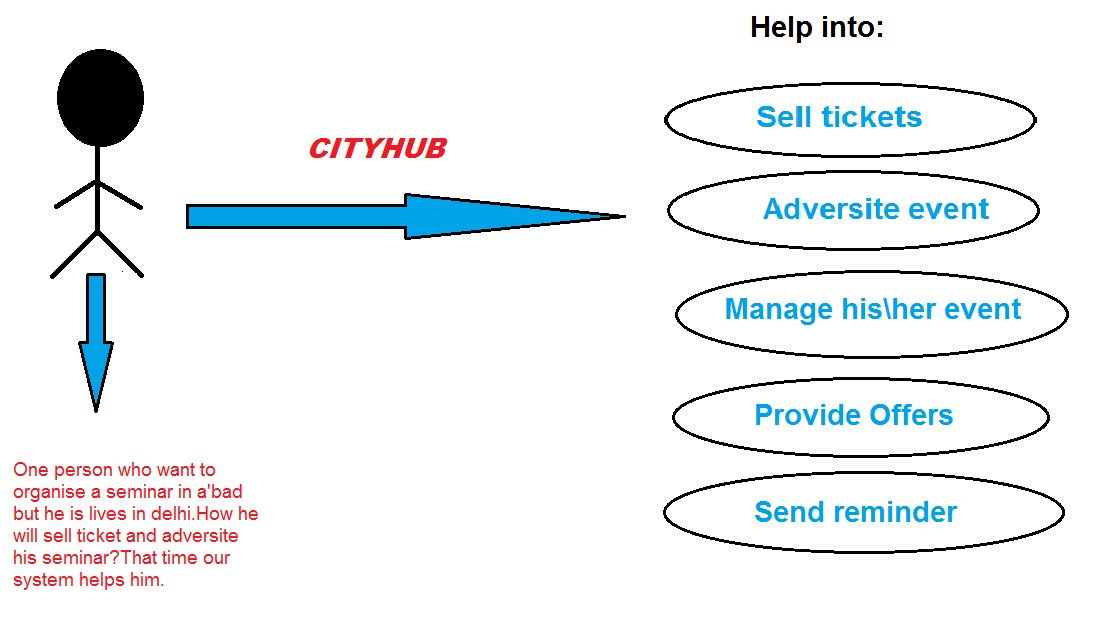 Help into:
Sell tickets
CITYHUB
Adversite event
Manage his\her event
Provide Offers
Send reminder
One person who want to
organise a seminar in a'bad
but he is lives in delhi.How he
will sell ticket and adversite
his seminar?That time our
system helps him.